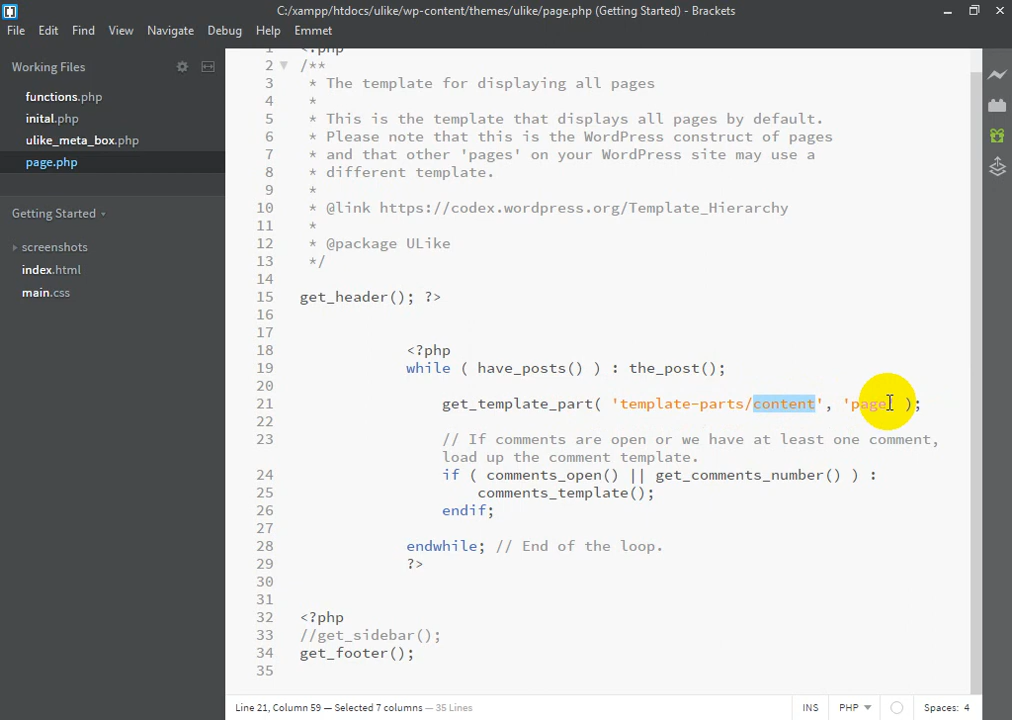 C:/xampp/htdocs/ulike/wp-content/themes/ulike/page.php (Getting Started) - Brackets
File Edit Find View Navigate Debug Help Emmet
Working Files
functions.php
inital.php
ulike_meta_box.php
page.php
Getting Started
screenshots
index.html
main.css
1 <?php
2 /**
3 * The template for displaying all pages
4 *
5 * This is the template that displays all pages by default.
6 * Please note that this is the WordPress construct of pages
7 * and that other 'pages' on your WordPress site may use a
8 * different template.
9 *
10 * @link https://codex.wordpress.org/Template_Hierarchy
11 *
12 * @package ULike
13 */
14
15 get_header(); ?>
16
17
18 <?php
19 while ( have_posts() ) : the_post();
20
21 get_template_part( 'template-parts/content', 'page' );
22
23 // If comments are open or we have at least one comment,
load up the comment template.
24 if ( comments_open() || get_comments_number() ) :
25 comments_template();
26 endif;
27
28 endwhile; // End of the loop.
29 ?>
30
31
32 <?php
33 //get_sidebar();
34 get_footer();
35
Line 21, Column 59 — Selected 7 columns — 35 Lines
INS PHP Spaces: 4